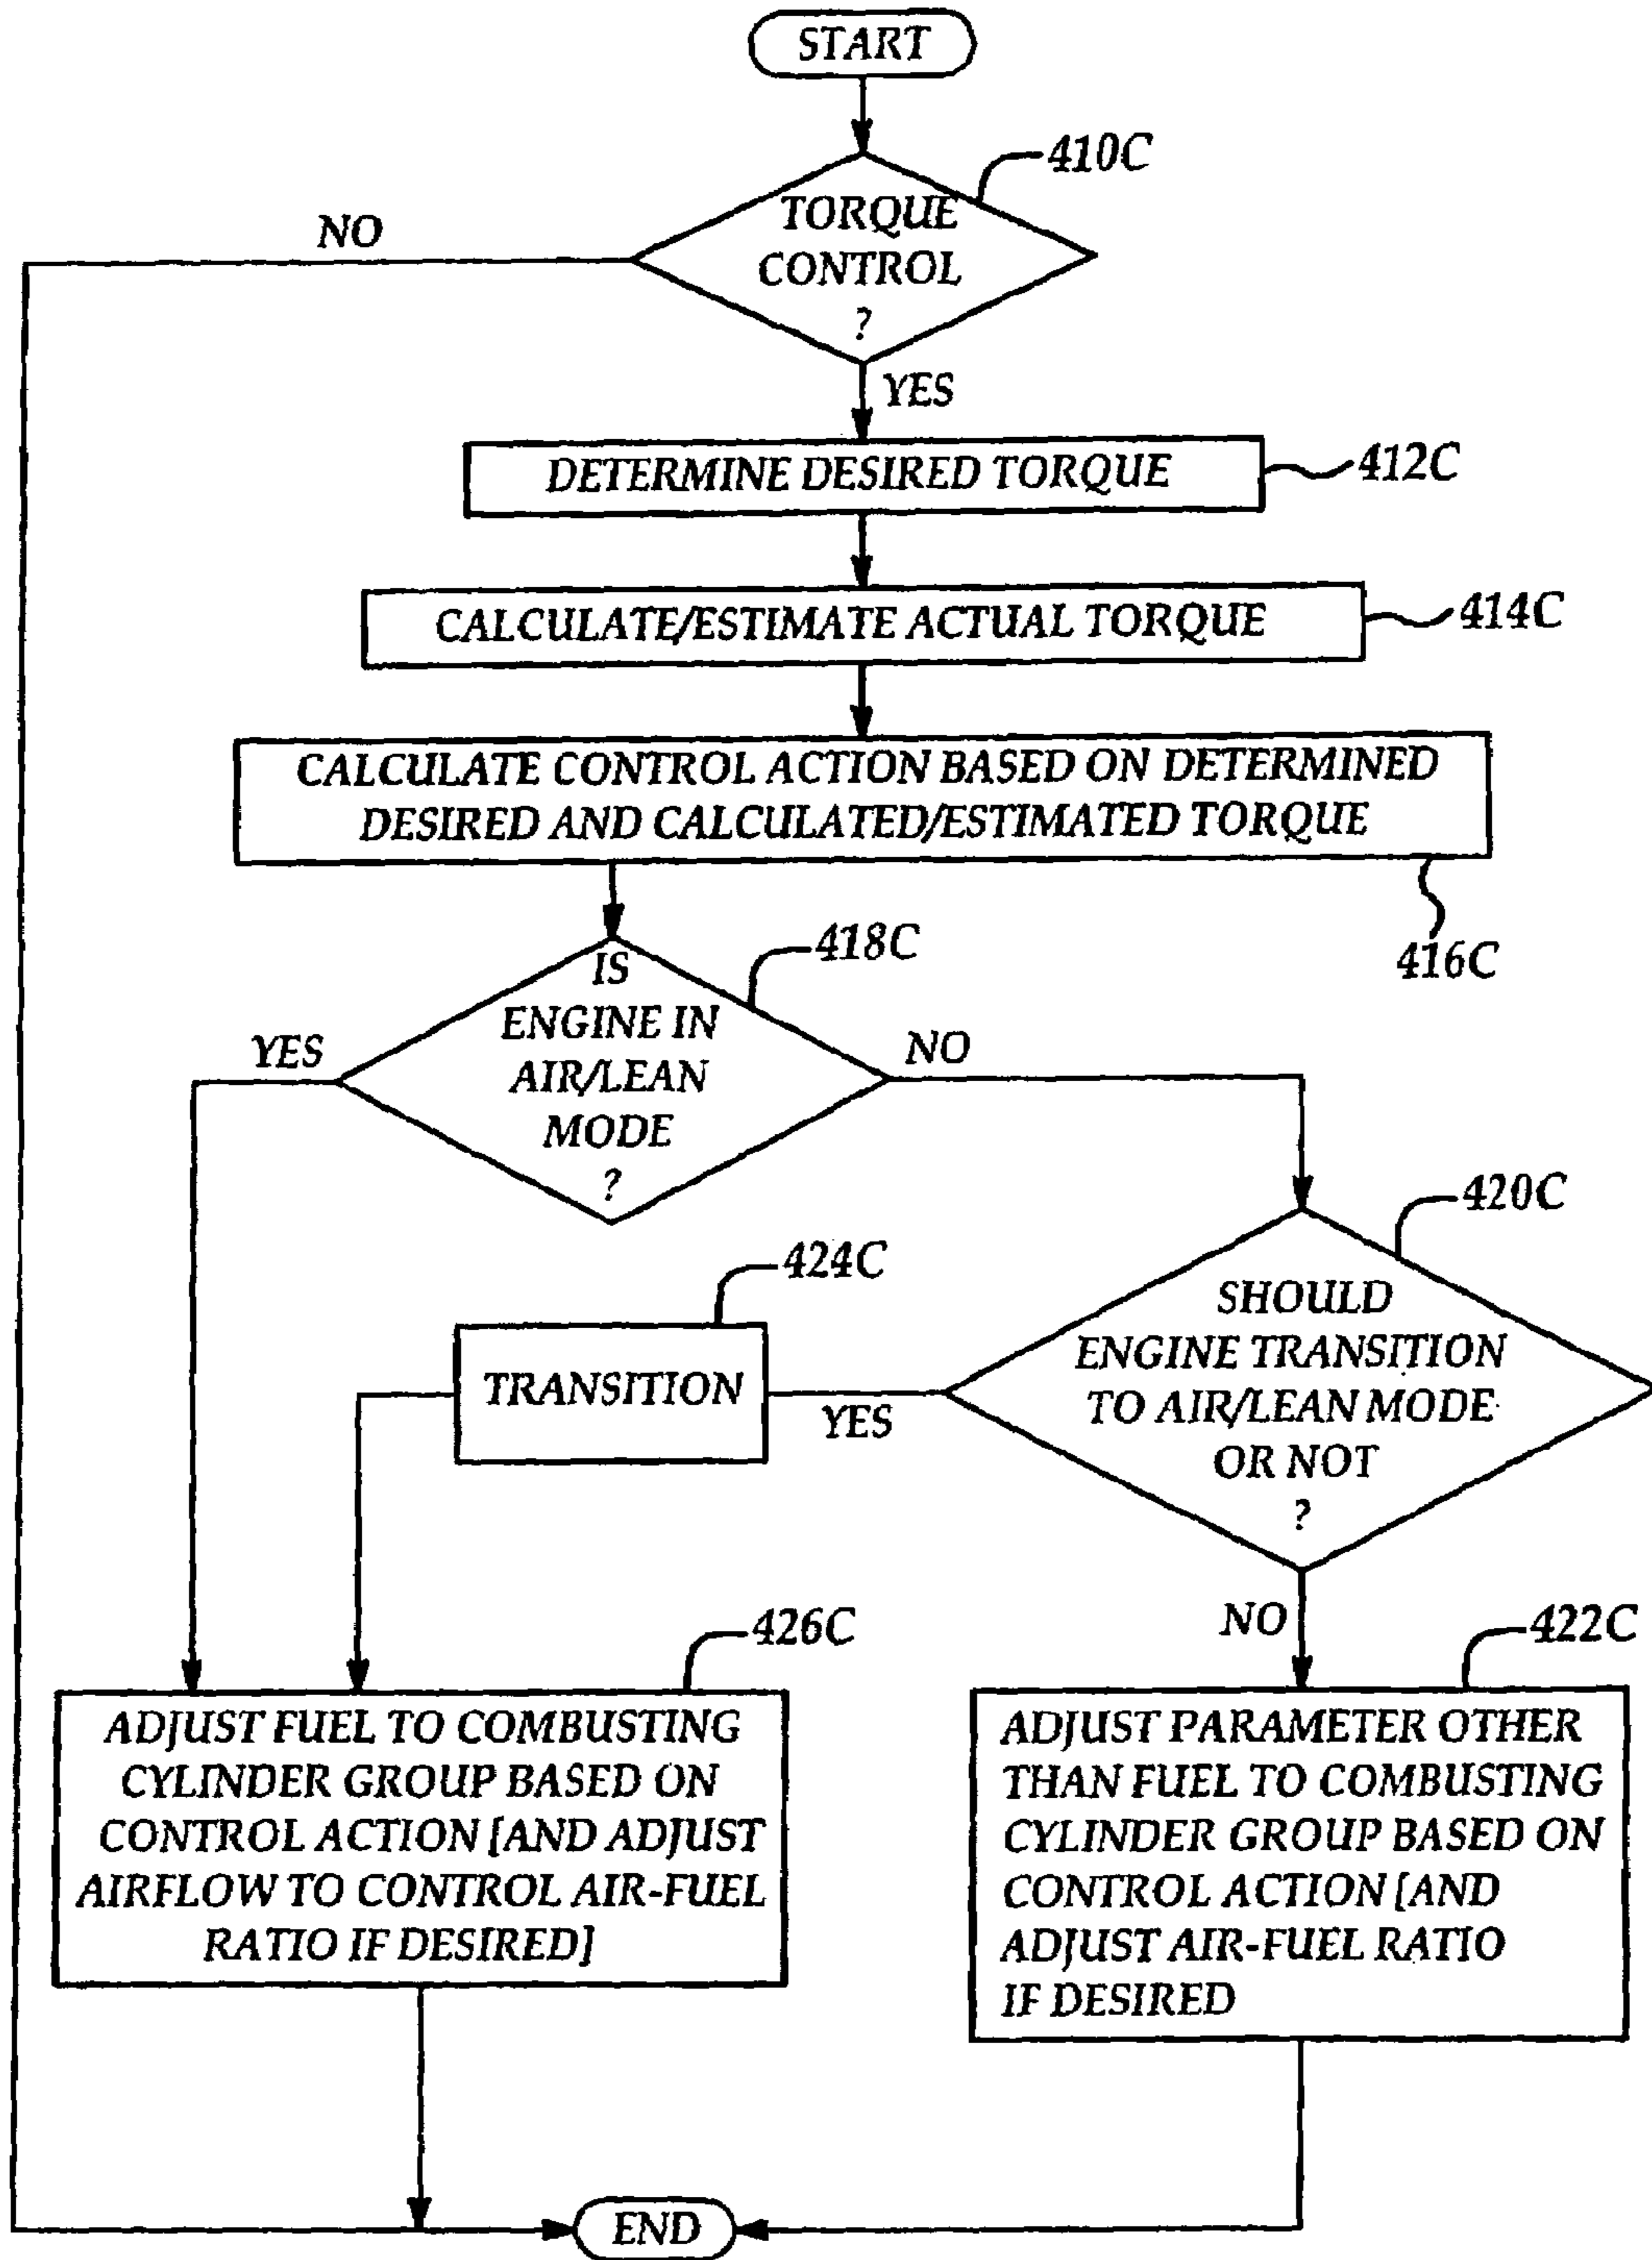 START
410C
TORQUE
CONTROL
?
NO
YES
DETERMINE DESIRED TORQUE
412C
CALCULATE/ESTIMATE ACTUAL TORQUE
414C
CALCULATE CONTROL ACTION BASED ON DETERMINED
DESIRED AND CALCULATED/ESTIMATED TORQUE
416C
418C
IS
ENGINE IN
AIR/LEAN
MODE
?
YES
NO
420C
SHOULD
ENGINE TRANSITION
TO AIR/LEAN MODE
OR NOT
?
424C
TRANSITION
YES
NO
426C
ADJUST FUEL TO COMBUSTING
CYLINDER GROUP BASED ON
CONTROL ACTION [AND ADJUST
AIRFLOW TO CONTROL AIR-FUEL
RATIO IF DESIRED]
422C
ADJUST PARAMETER OTHER
THAN FUEL TO COMBUSTING
CYLINDER GROUP BASED ON
CONTROL ACTION [AND
ADJUST AIR-FUEL RATIO
IF DESIRED
END